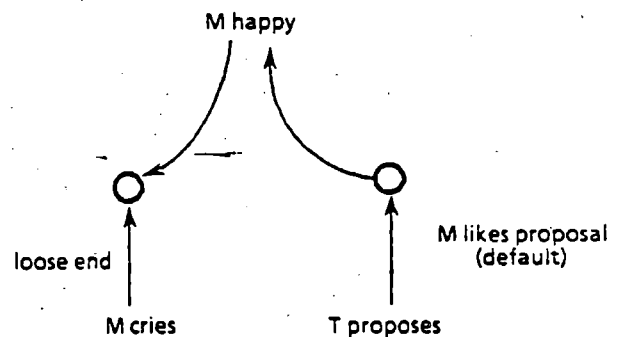 M happy
loose end
M likes proposal
(default)
M cries
T proposes